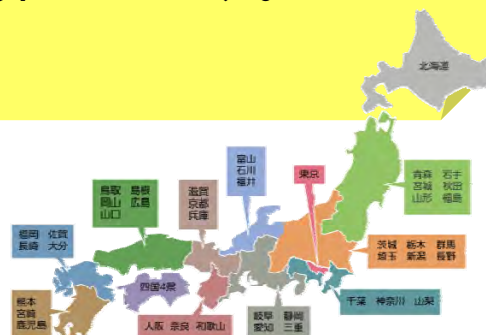 北海道
青森 岩手
宮城 秋田
山形 福島
富山
石川
福井
東京
鳥取 島根
岡山 広島
山口
滋賀
京都
兵庫
茨城 栃木 群馬
埼玉 新潟 長野
福岡 佐賀
長崎 大分
四国4県
千葉 神奈川 山梨
熊本
宮崎
鹿児島
大阪 奈良 和歌山
岐阜 静岡
愛知 三重